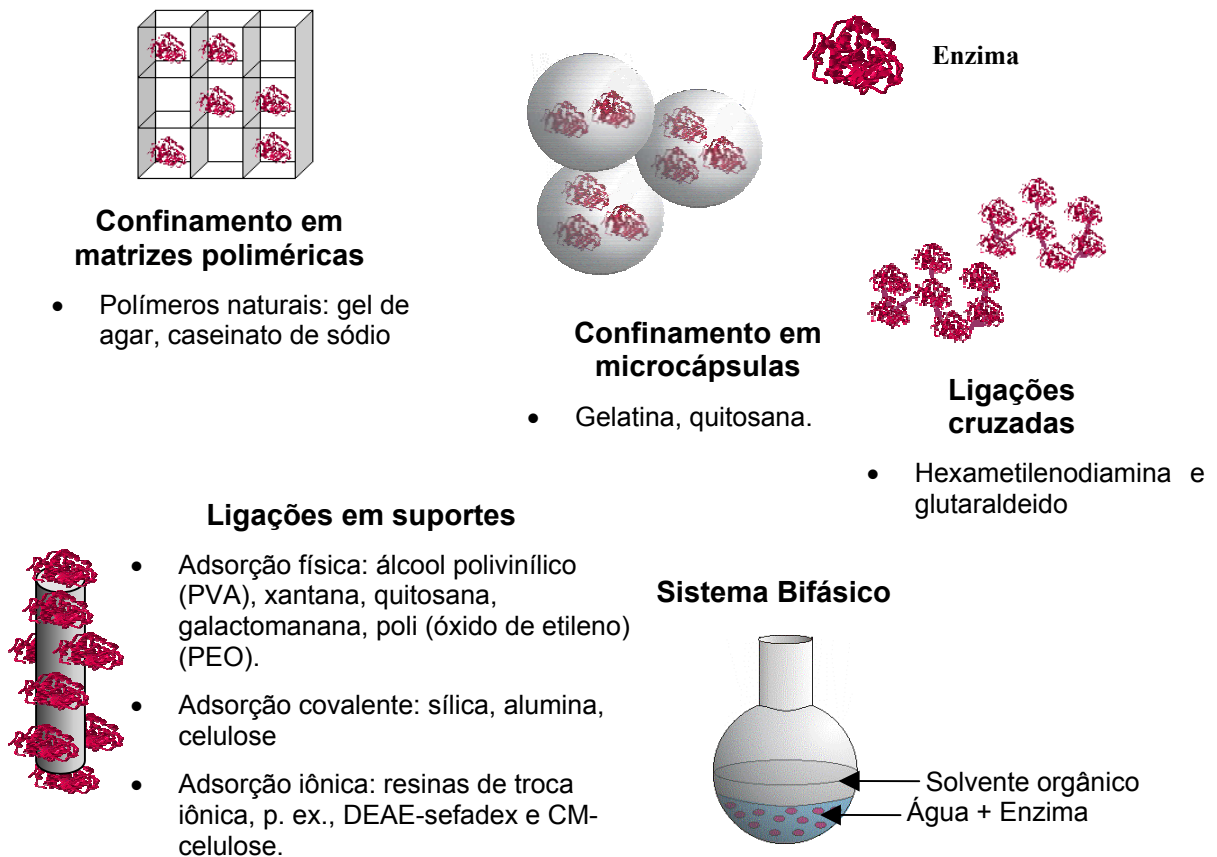 Enzima
Confinamento em
matrizes poliméricas
• Polímeros naturais: gel de
agar, caseinato de sódio
Confinamento em
microcápsulas
• Gelatina, quitosana.
Ligações
cruzadas
• Hexametilenodiamina e
glutaraldeido
Ligações em suportes
• Adsorção física: álcool polivinílico
(PVA), xantana, quitosana,
galactomanana, poli (óxido de etileno)
(PEO).
• Adsorção covalente: sílica, alumina,
celulose
• Adsorção iônica: resinas de troca
iônica, p. ex., DEAE-sefadex e CM-
celulose.
Sistema Bifásico
Solvente orgânico
Água + Enzima